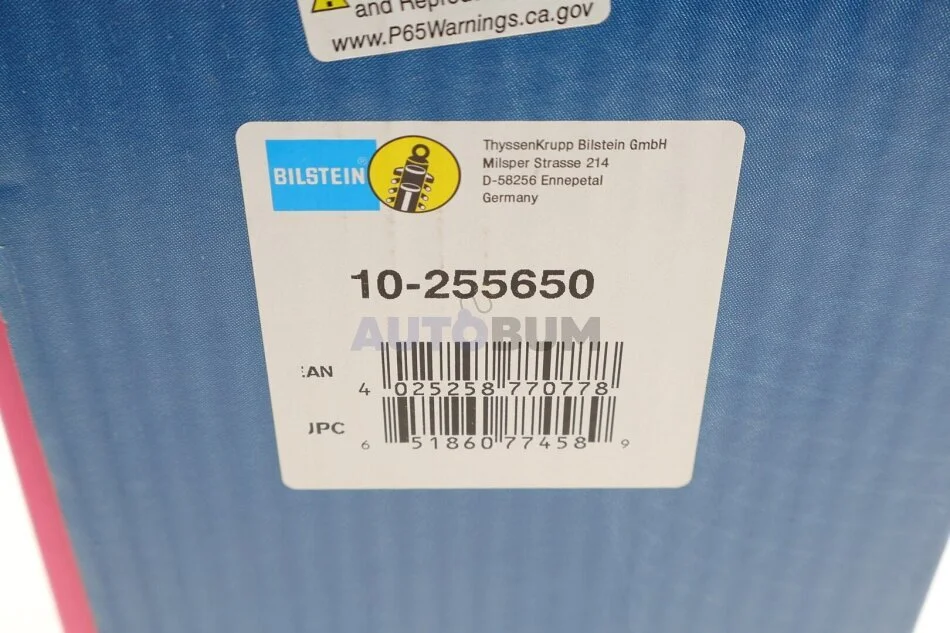 and Reprodu
www.P65Warnings.ca.gov
BILSTEIN®
ThyssenKrupp Bilstein GmbH
Milsper Strasse 214
D-58256 Ennepetal
Germany
10-255650
AUTOBUM
EAN
4 025258 770778
UPC
6 51860 77458 9